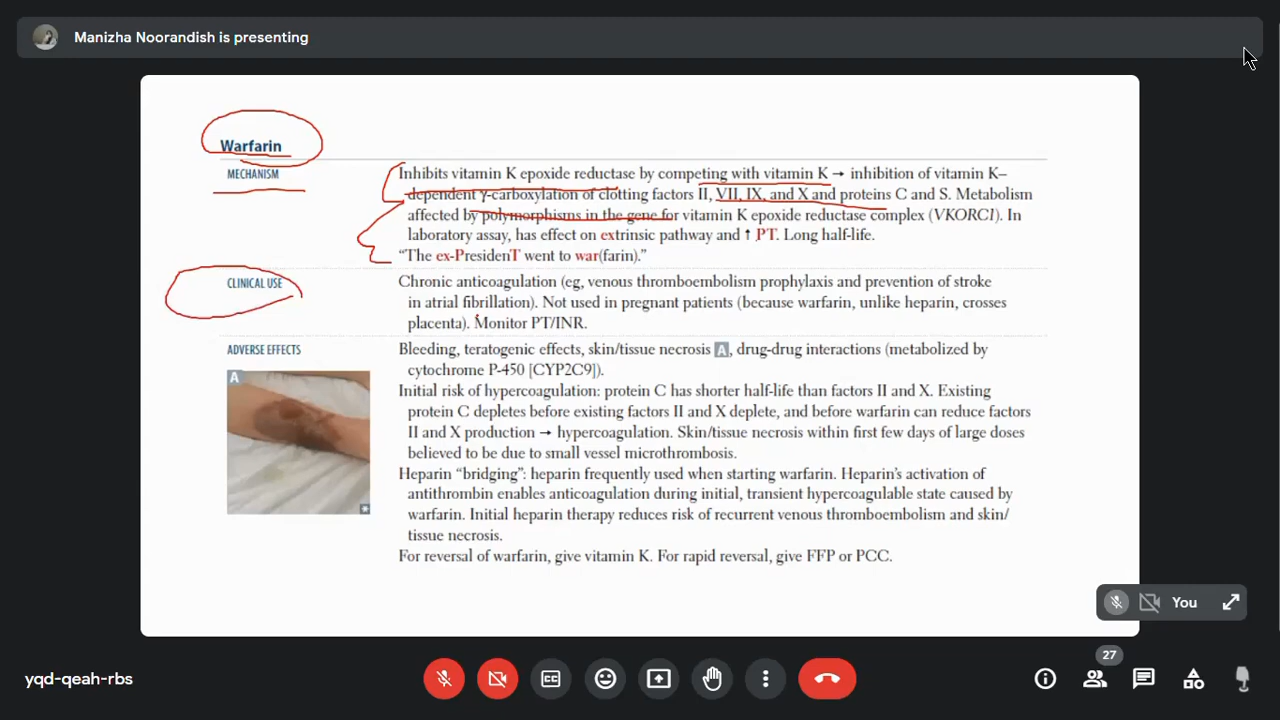 Manizha Noorandish is presenting
Warfarin
MECHANISM
Inhibits vitamin K epoxide reductase by competing with vitamin K → inhibition of vitamin K–
dependent γ-carboxylation of clotting factors II, VII, IX, and X and proteins C and S. Metabolism
affected by polymorphisms in the gene for vitamin K epoxide reductase complex (VKORC1). In
laboratory assay, has effect on extrinsic pathway and ↑ PT. Long half-life.
“The ex-PresidenT went to war(farin).”
CLINICAL USE
Chronic anticoagulation (eg, venous thromboembolism prophylaxis and prevention of stroke
in atrial fibrillation). Not used in pregnant patients (because warfarin, unlike heparin, crosses
placenta). Monitor PT/INR.
ADVERSE EFFECTS
Bleeding, teratogenic effects, skin/tissue necrosis A, drug-drug interactions (metabolized by
cytochrome P-450 [CYP2C9]).
Initial risk of hypercoagulation: protein C has shorter half-life than factors II and X. Existing
protein C depletes before existing factors II and X deplete, and before warfarin can reduce factors
II and X production → hypercoagulation. Skin/tissue necrosis within first few days of large doses
believed to be due to small vessel microthrombosis.
Heparin “bridging”: heparin frequently used when starting warfarin. Heparin’s activation of
antithrombin enables anticoagulation during initial, transient hypercoagulable state caused by
warfarin. Initial heparin therapy reduces risk of recurrent venous thromboembolism and skin/
tissue necrosis.
For reversal of warfarin, give vitamin K. For rapid reversal, give FFP or PCC.
A
You
27
yqd-qeah-rbs
CC